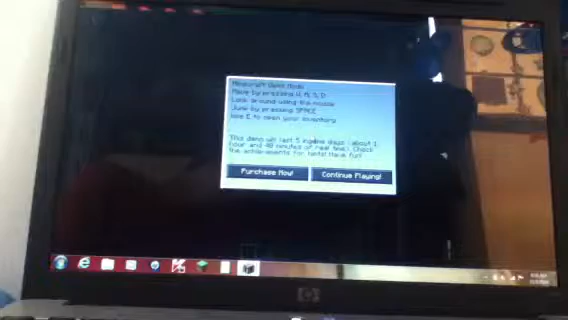 Minecraft Demo Mode
Move by pressing W, A, S, D
Look around using the mouse
Jump by pressing SPACE
Use E to open your inventory
This demo will last 5 ingame days (about 1
hour and 40 minutes of real time). Check
the achievements for hints! Have fun!
Purchase Now! Continue Playing!
hp